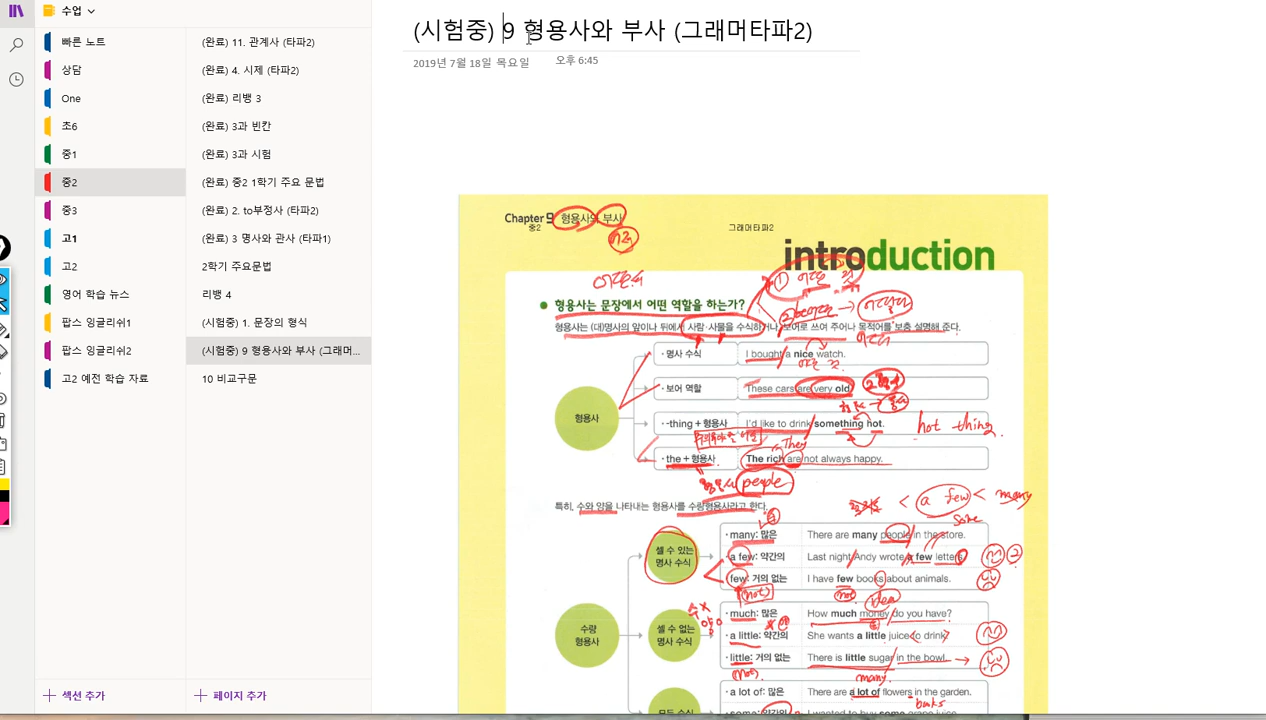 수업
빠른 노트
상담
One
초6
중1
중2
중3
고1
고2
영어 학습 뉴스
팝스 잉글리쉬1
팝스 잉글리쉬2
고2 예전 학습 자료
섹션 추가
(완료) 11. 관계사 (타파2)
(완료) 4. 시제 (타파2)
(완료) 리뱅 3
(완료) 3과 빈칸
(완료) 3과 시험
(완료) 중2 1학기 주요 문법
(완료) 2. to부정사 (타파2)
(완료) 3 명사와 관사 (타파1)
2학기 주요문법
리뱅 4
(시험중) 1. 문장의 형식
(시험중) 9 형용사와 부사 (그래머...
10 비교구문
페이지 추가
(시험중) 9 형용사와 부사 (그래머타파2)
2019년 7월 18일 목요일 오후 6:45
Chapter 9 형용사와 부사
중2
그래머타파2
introduction
형용사는 문장에서 어떤 역할을 하는가?
형용사는 (대)명사의 앞이나 뒤에서 사람·사물을 수식하거나 보어로 쓰여 주어나 목적어를 보충 설명해 준다.
형용사
·명사 수식 I bought a nice watch.
·보어 역할 These cars are very old.
·-thing + 형용사 I'd like to drink something hot.
hot thing
They
·the + 형용사 The rich are not always happy.
people
특히, 수와 양을 나타내는 형용사를 수량형용사라고 한다.
< a few < many
some
수량
형용사
셀 수 있는
명사 수식
·many: 많은 There are many people in the store.
·a few: 약간의 Last night Andy wrote a few letters.
·few: 거의 없는 I have few books about animals.
(not) not idea
셀 수 없는
명사 수식
·much: 많은 How much money do you have?
·a little: 약간의 She wants a little juice to drink.
·little: 거의 없는 There is little sugar in the bowl.
(not)
many
모두 수식
·a lot of: 많은 There are a lot of flowers in the garden.
books
·some: 약간의 I wanted to buy some grape juice.